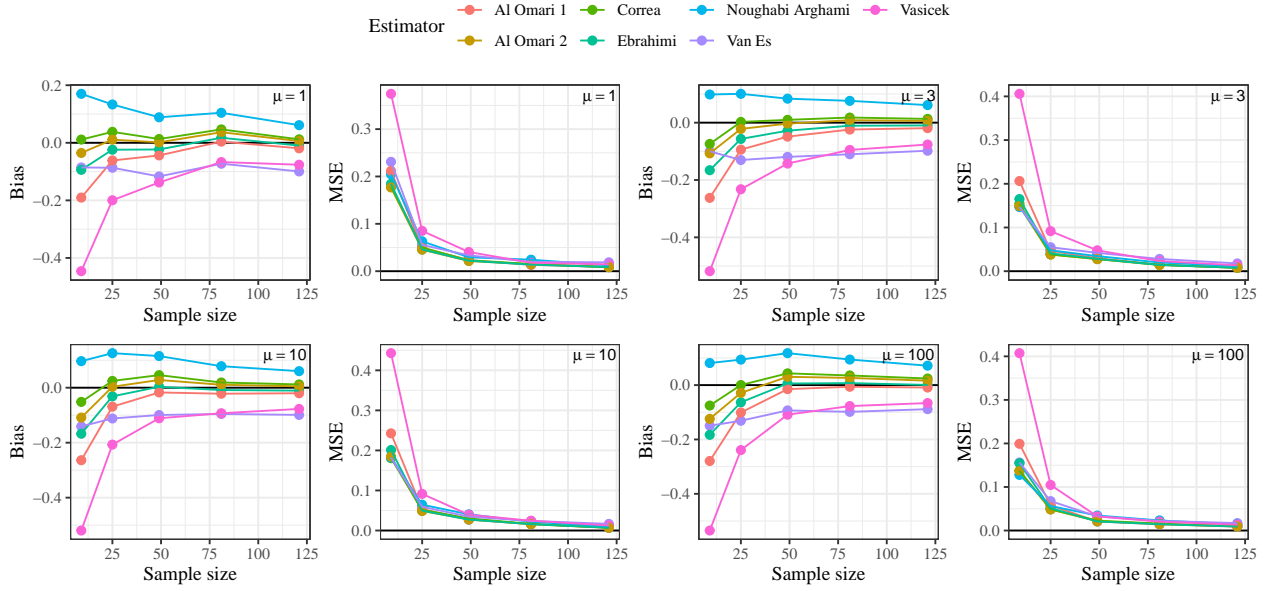 Estimator
Al Omari 1
Correa
Noughabi Arghami
Vasicek
Al Omari 2
Ebrahimi
Van Es
μ = 1
0.2
0.0
−0.2
−0.4
Bias
25
50
75
100
125
Sample size
μ = 1
0.3
0.2
0.1
0.0
MSE
25
50
75
100
125
Sample size
μ = 3
0.0
−0.2
−0.4
Bias
25
50
75
100
125
Sample size
μ = 3
0.4
0.3
0.2
0.1
0.0
MSE
25
50
75
100
125
Sample size
μ = 10
0.0
−0.2
−0.4
Bias
25
50
75
100
125
Sample size
μ = 10
0.4
0.3
0.2
0.1
0.0
MSE
25
50
75
100
125
Sample size
μ = 100
0.0
−0.2
−0.4
Bias
25
50
75
100
125
Sample size
μ = 100
0.4
0.3
0.2
0.1
0.0
MSE
25
50
75
100
125
Sample size